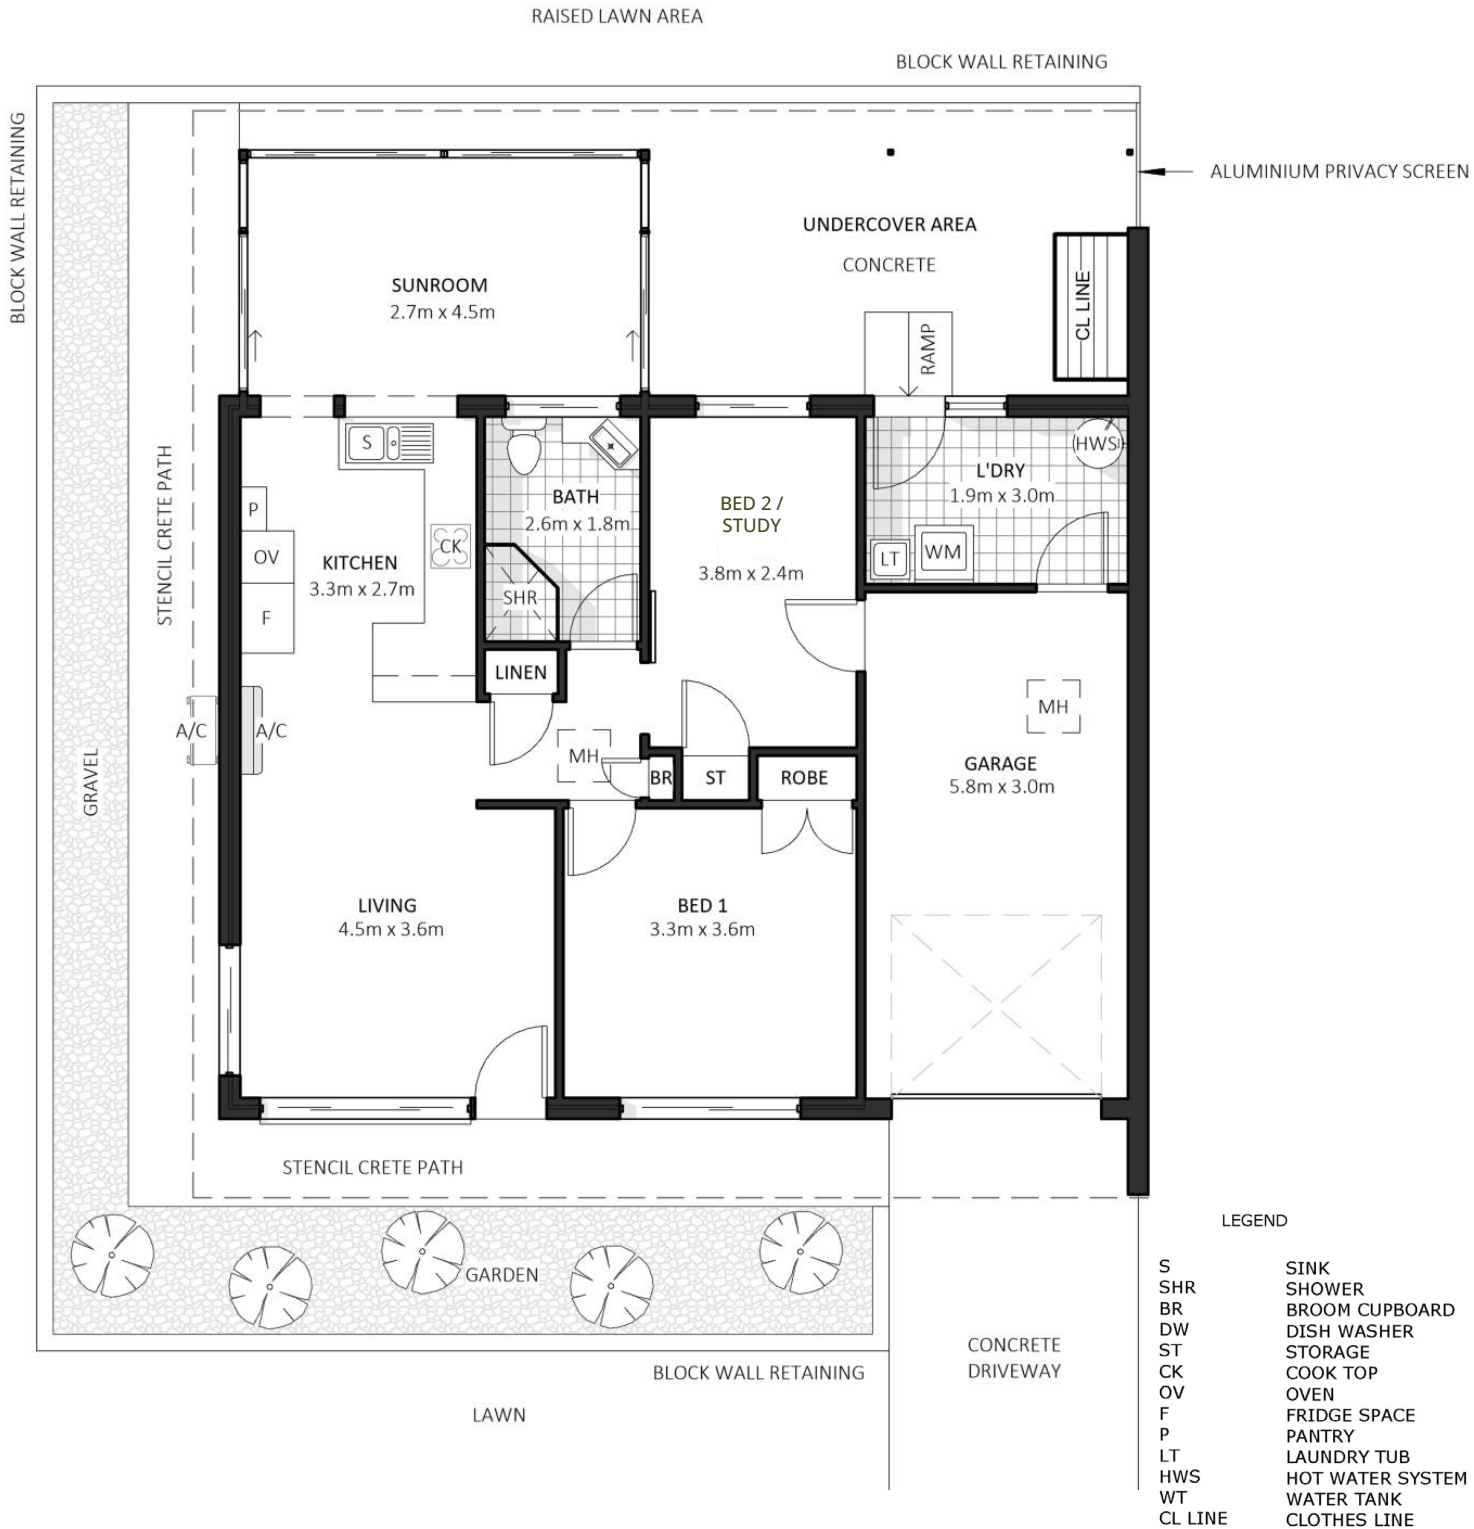 RAISED LAWN AREA
BLOCK WALL RETAINING
BLOCK WALL RETAINING
ALUMINIUM PRIVACY SCREEN
UNDERCOVER AREA
CONCRETE
SUNROOM
2.7m x 4.5m
CL LINE
RAMP
STENCIL CRETE PATH
S
P
OV
F
KITCHEN
3.3m x 2.7m
CK
BATH
2.6m x 1.8m
SHR
LINEN
BED 2 /
STUDY
3.8m x 2.4m
HWS
L'DRY
1.9m x 3.0m
LT
WM
A/C
A/C
MH
BR
ST
ROBE
MH
GARAGE
5.8m x 3.0m
GRAVEL
LIVING
4.5m x 3.6m
BED 1
3.3m x 3.6m
STENCIL CRETE PATH
GARDEN
BLOCK WALL RETAINING
LAWN
CONCRETE
DRIVEWAY
LEGEND
S SINK
SHR SHOWER
BR BROOM CUPBOARD
DW DISH WASHER
ST STORAGE
CK COOK TOP
OV OVEN
F FRIDGE SPACE
P PANTRY
LT LAUNDRY TUB
HWS HOT WATER SYSTEM
WT WATER TANK
CL LINE CLOTHES LINE